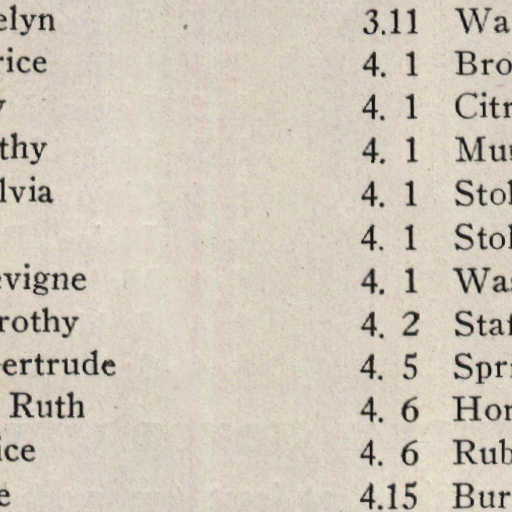 elyn 3.11 Wa
rice 4. 1 Bro
y 4. 1 Citr
thy 4. 1 Mu
lvia 4. 1 Stol
4. 1 Stol
evigne 4. 1 Was
rothy 4. 2 Staf
ertrude 4. 5 Spri
Ruth 4. 6 Hor
ice 4. 6 Rub
e 4.15 Bur